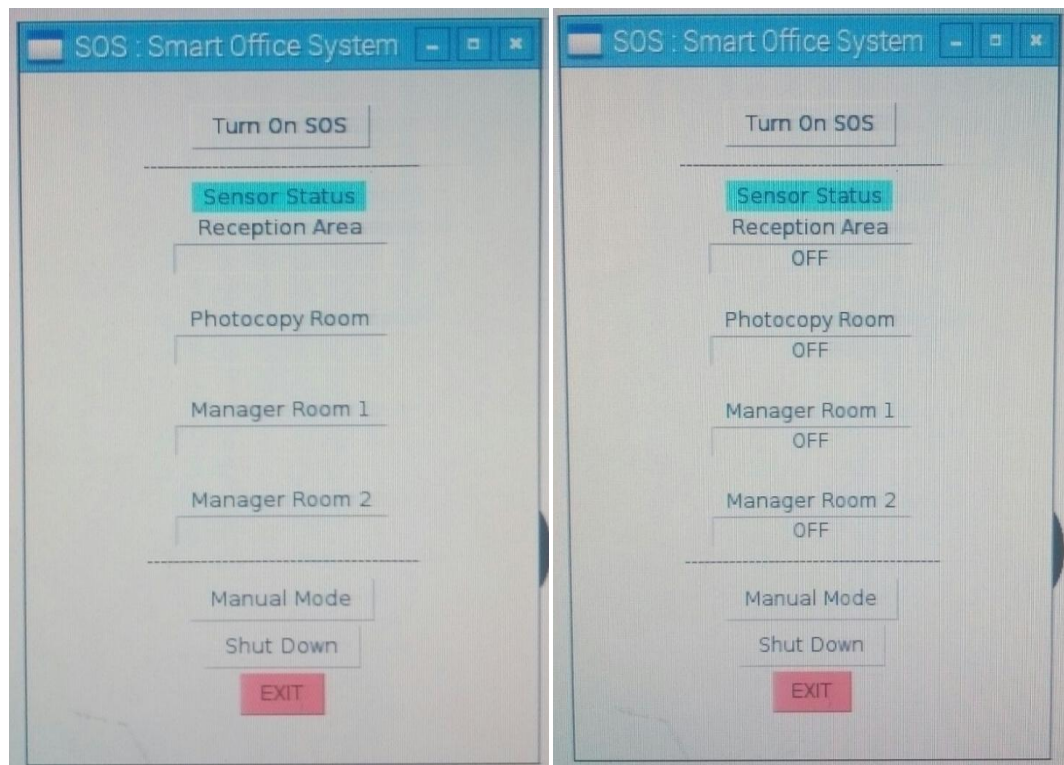 SOS : Smart Office System
Turn On SOS
Sensor Status
Reception Area
Photocopy Room
Manager Room 1
Manager Room 2
Manual Mode
Shut Down
EXIT
SOS : Smart Office System
Turn On SOS
Sensor Status
Reception Area
OFF
Photocopy Room
OFF
Manager Room 1
OFF
Manager Room 2
OFF
Manual Mode
Shut Down
EXIT